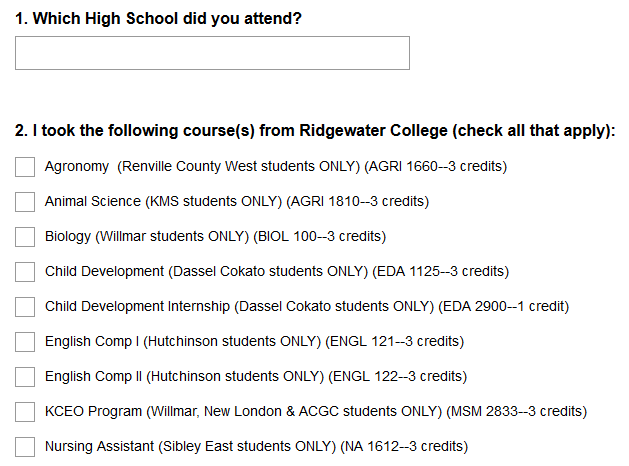 1. Which High School did you attend?
2. I took the following course(s) from Ridgewater College (check all that apply):
Agronomy  (Renville County West students ONLY) (AGRI 1660--3 credits)
Animal Science (KMS students ONLY) (AGRI 1810--3 credits)
Biology (Willmar students ONLY) (BIOL 100--3 credits)
Child Development (Dassel Cokato students ONLY) (EDA 1125--3 credits)
Child Development Internship (Dassel Cokato students ONLY) (EDA 2900--1 credit)
English Comp I (Hutchinson students ONLY) (ENGL 121--3 credits)
English Comp II (Hutchinson students ONLY) (ENGL 122--3 credits)
KCEO Program (Willmar, New London & ACGC students ONLY) (MSM 2833--3 credits)
Nursing Assistant (Sibley East students ONLY) (NA 1612--3 credits)